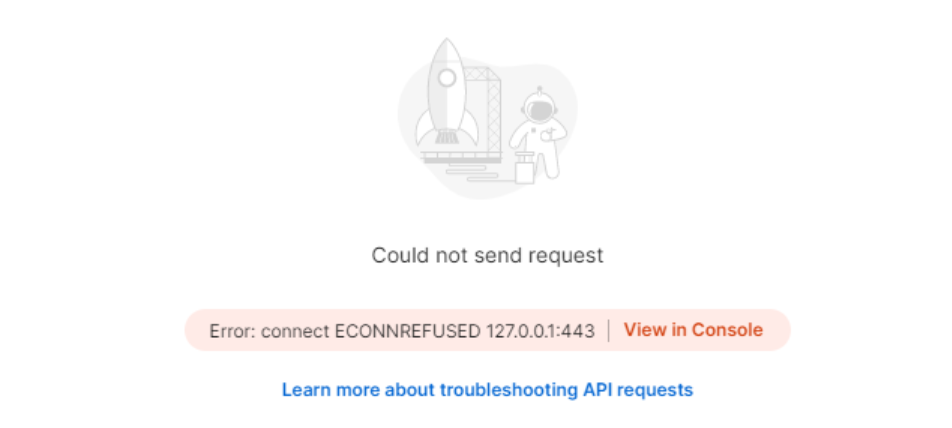 Could not send request
Error: connect ECONNREFUSED 127.0.0.1:443 | View in Console
Learn more about troubleshooting API requests